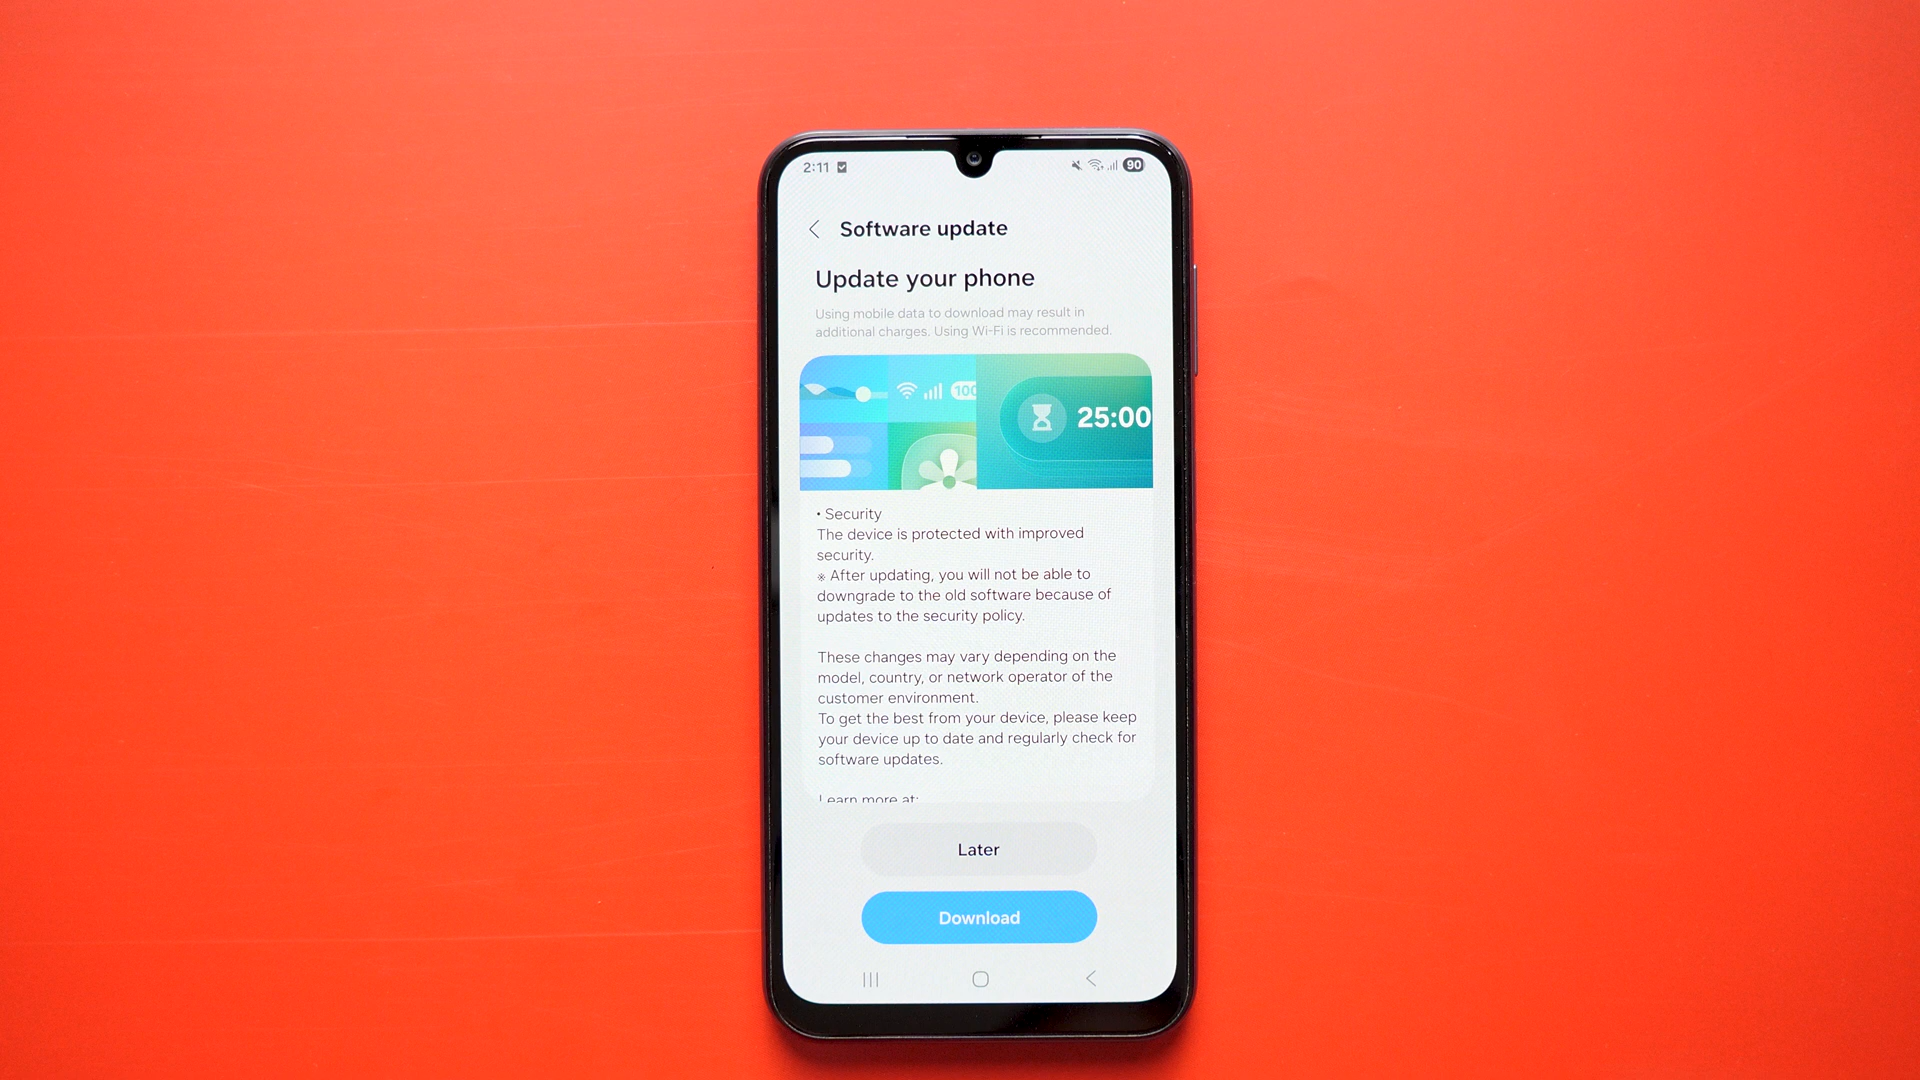 2:11 90
Software update
Update your phone
Using mobile data to download may result in
additional charges. Using Wi-Fi is recommended.
100
25:00
• Security
The device is protected with improved
security.
※ After updating, you will not be able to
downgrade to the old software because of
updates to the security policy.
These changes may vary depending on the
model, country, or network operator of the
customer environment.
To get the best from your device, please keep
your device up to date and regularly check for
software updates.
Learn more at:
Later
Download